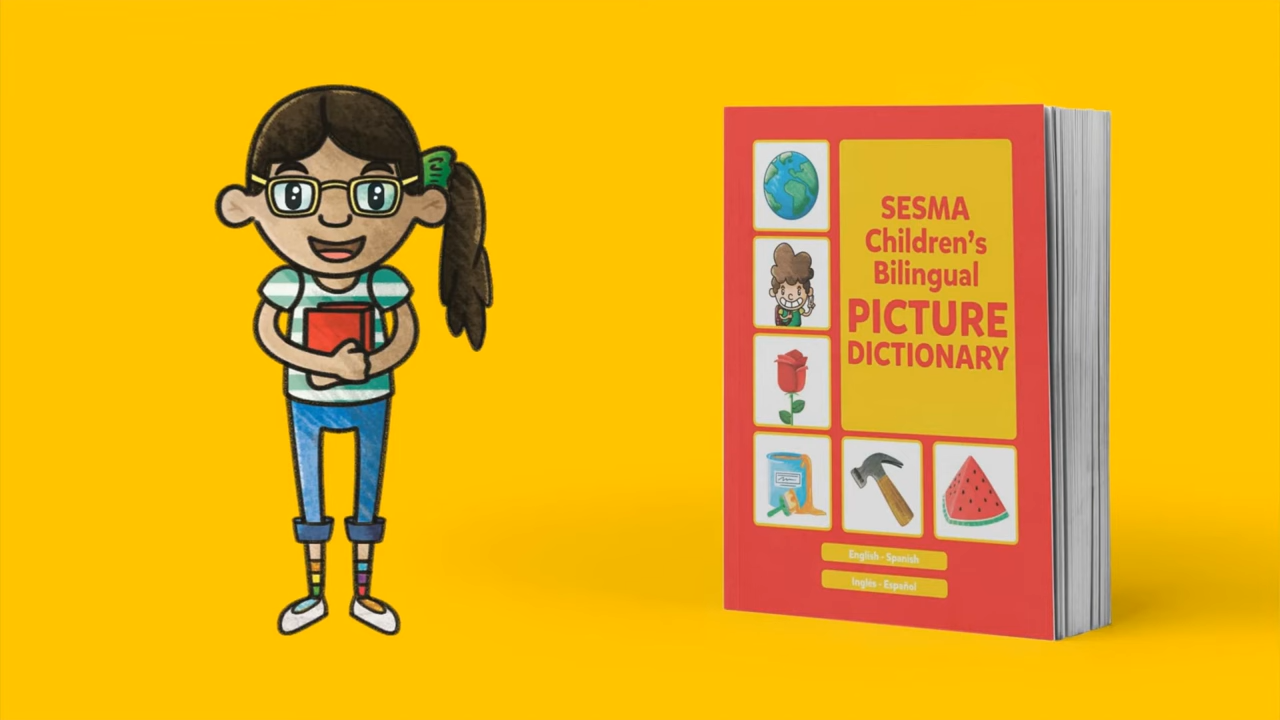 SESMA
Children's
Bilingual
PICTURE
DICTIONARY
English - Spanish
Inglés - Español